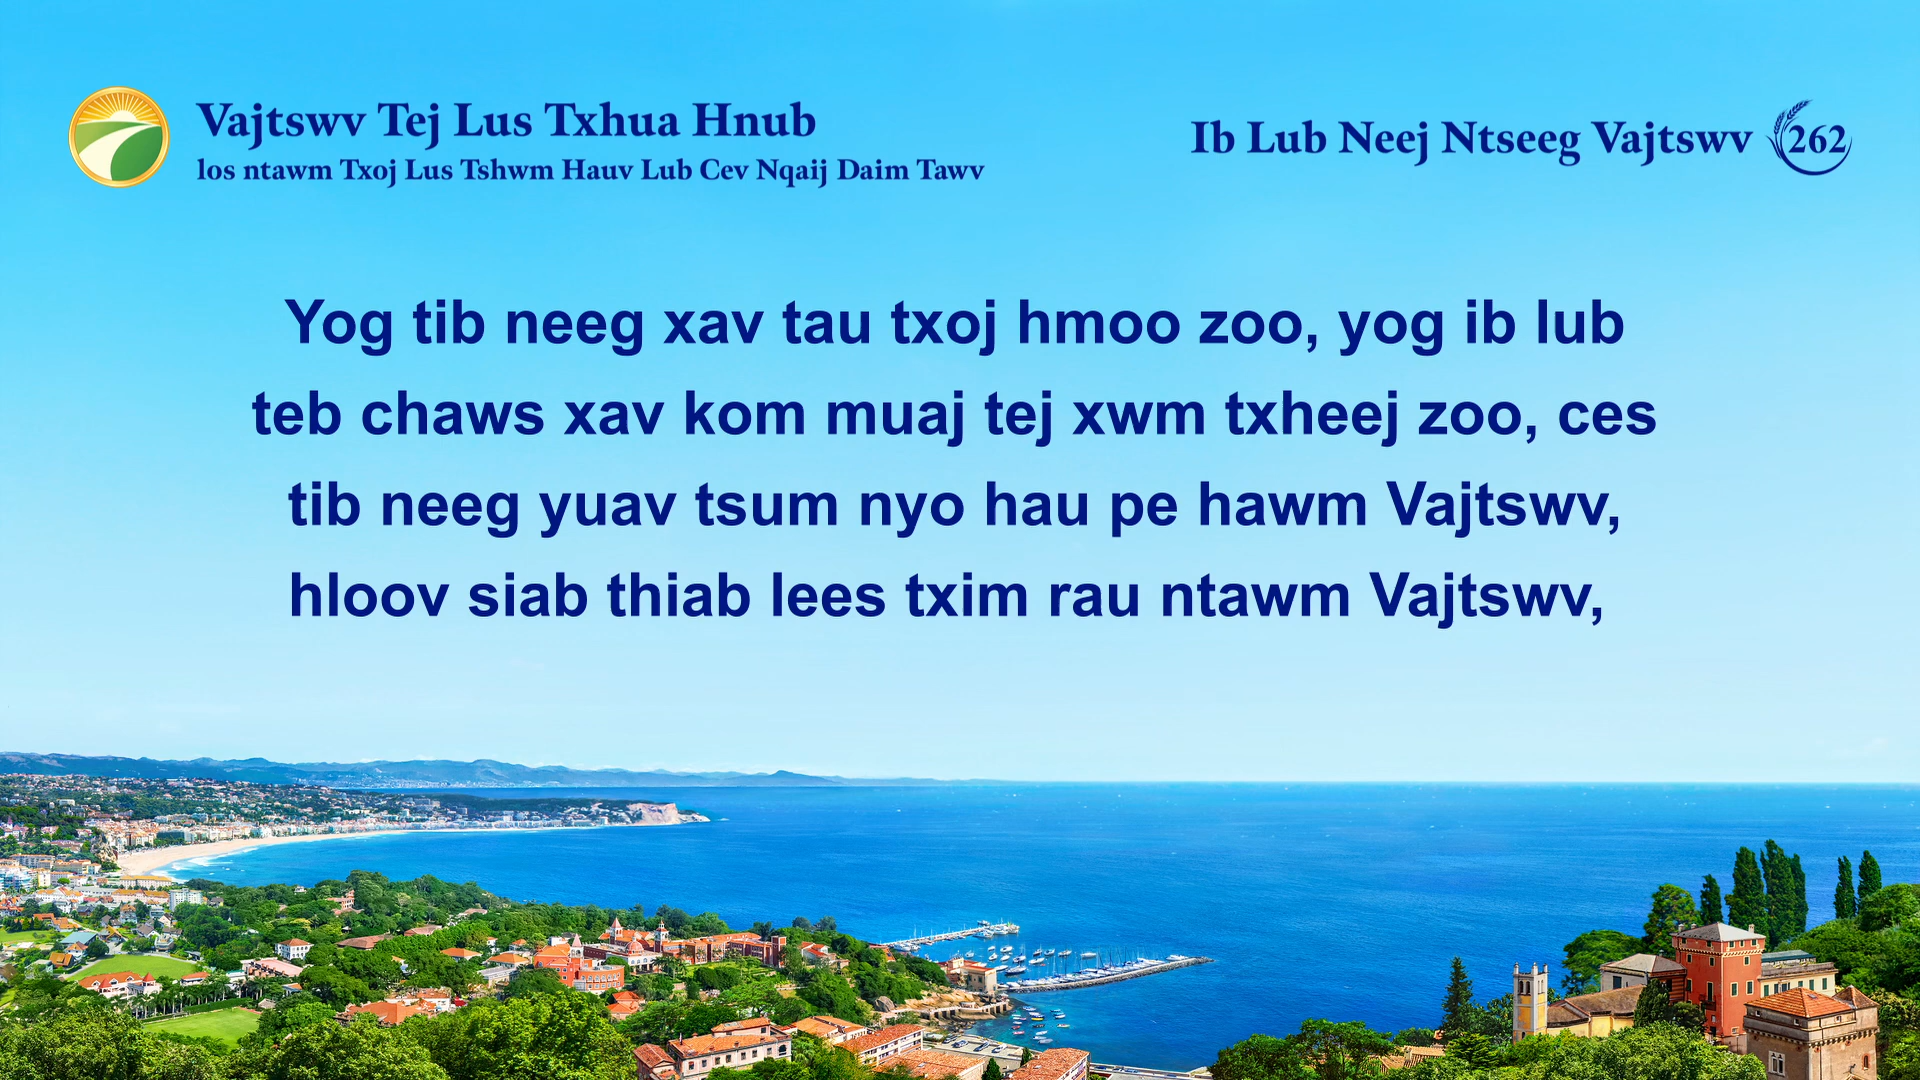 Vajtswv Tej Lus Txhua Hnub
los ntawm Txoj Lus Tshwm Hauv Lub Cev Nqaij Daim Tawv
Ib Lub Neej Ntseeg Vajtswv 262
Yog tib neeg xav tau txoj hmoo zoo, yog ib lub
teb chaws xav kom muaj tej xwm txheej zoo, ces
tib neeg yuav tsum nyo hau pe hawm Vajtswv,
hloov siab thiab lees txim rau ntawm Vajtswv,